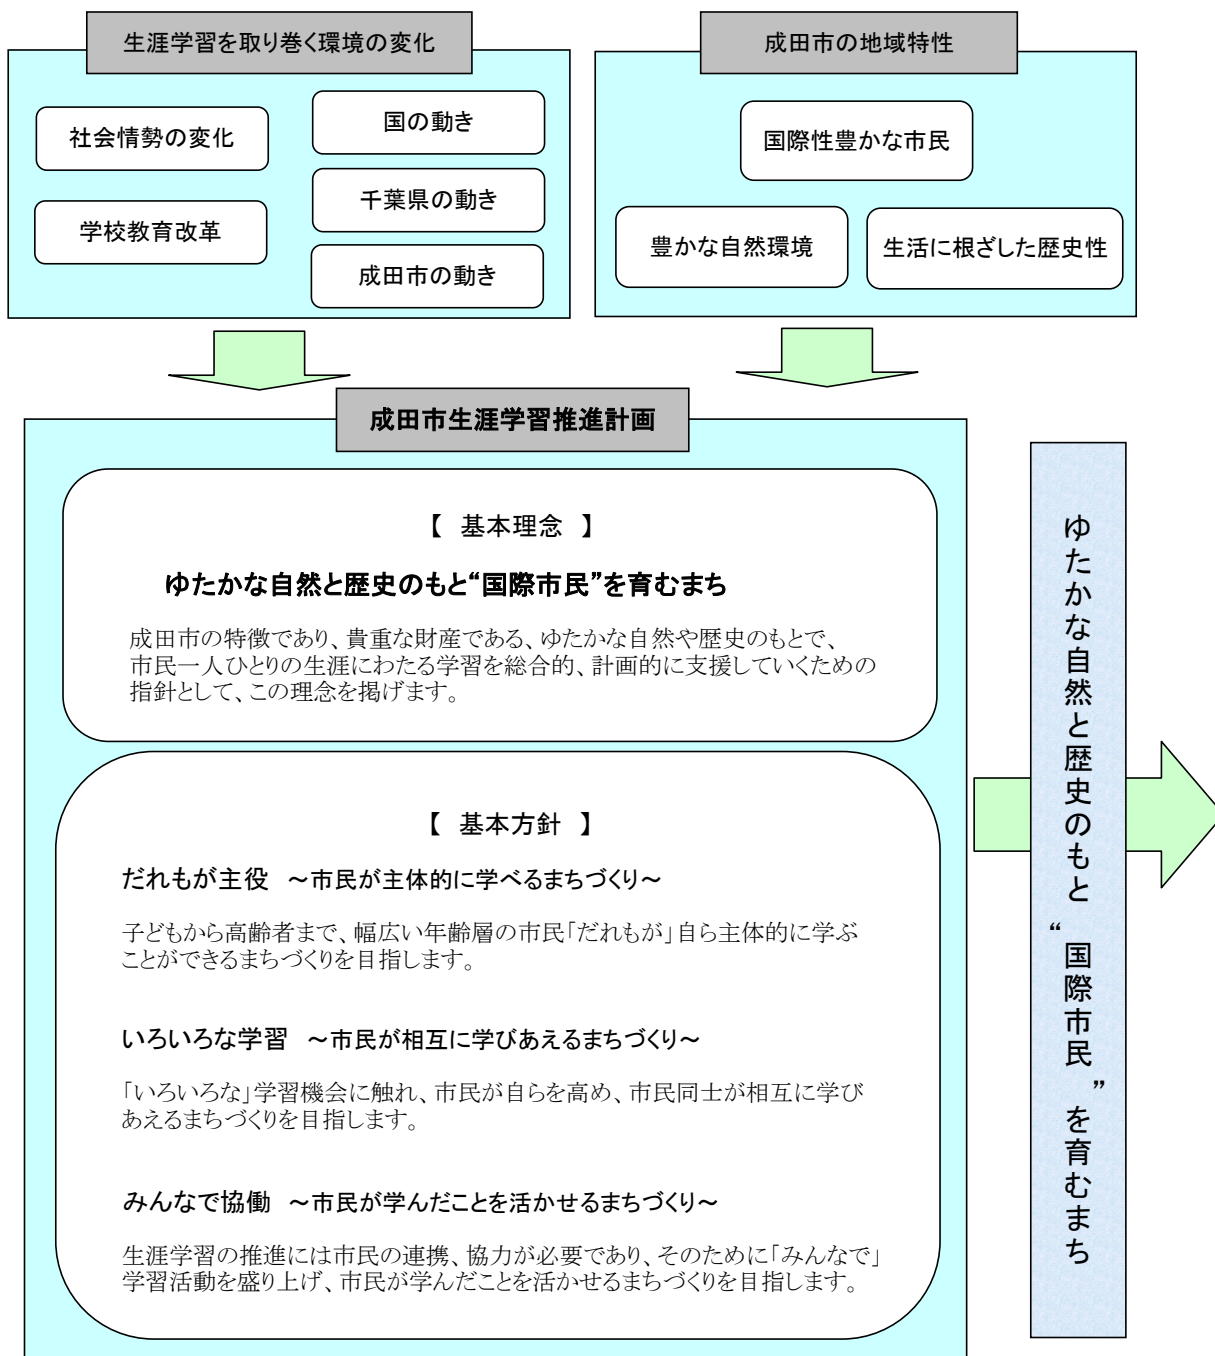 生涯学習を取り巻く環境の変化
社会情勢の変化
学校教育改革
国の動き
千葉県の動き
成田市の動き
成田市の地域特性
国際性豊かな市民
豊かな自然環境
生活に根ざした歴史性
成田市生涯学習推進計画
【 基本理念 】
ゆたかな自然と歴史のもと“国際市民”を育むまち
成田市の特徴であり、貴重な財産である、ゆたかな自然や歴史のもとで、
市民一人ひとりの生涯にわたる学習を総合的、計画的に支援していくための
指針として、この理念を掲げます。
【 基本方針 】
だれもが主役 ～市民が主体的に学べるまちづくり～
子どもから高齢者まで、幅広い年齢層の市民「だれもが」自ら主体的に学ぶ
ことができるまちづくりを目指します。
いろいろな学習 ～市民が相互に学びあえるまちづくり～
「いろいろな」学習機会に触れ、市民が自らを高め、市民同士が相互に学び
あえるまちづくりを目指します。
みんなで協働 ～市民が学んだことを活かせるまちづくり～
生涯学習の推進には市民の連携、協力が必要であり、そのために「みんなで」
学習活動を盛り上げ、市民が学んだことを活かせるまちづくりを目指します。
ゆたかな自然と歴史のもと“国際市民”を育むまち